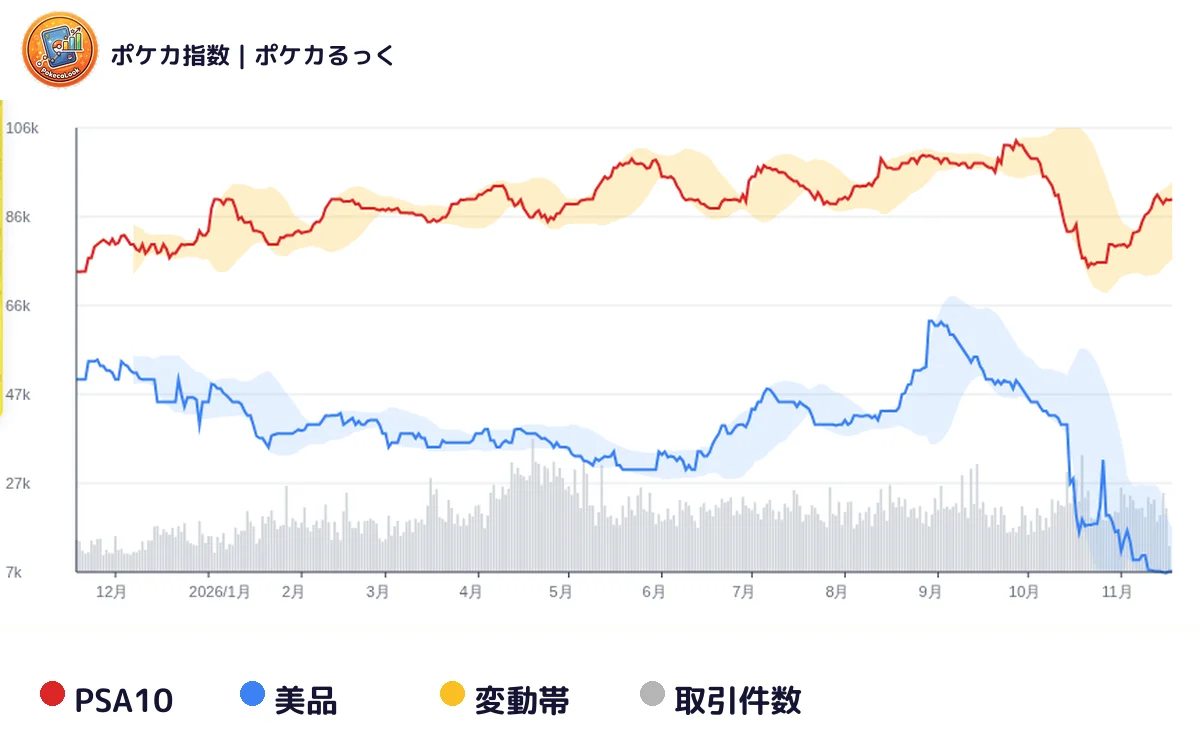 PokecaLook
ポケカ指数 | ポケカるっく
106k
86k
66k
47k
27k
7k
12月 2026/1月 2月 3月 4月 5月 6月 7月 8月 9月 10月 11月
PSA10 美品 変動帯 取引件数